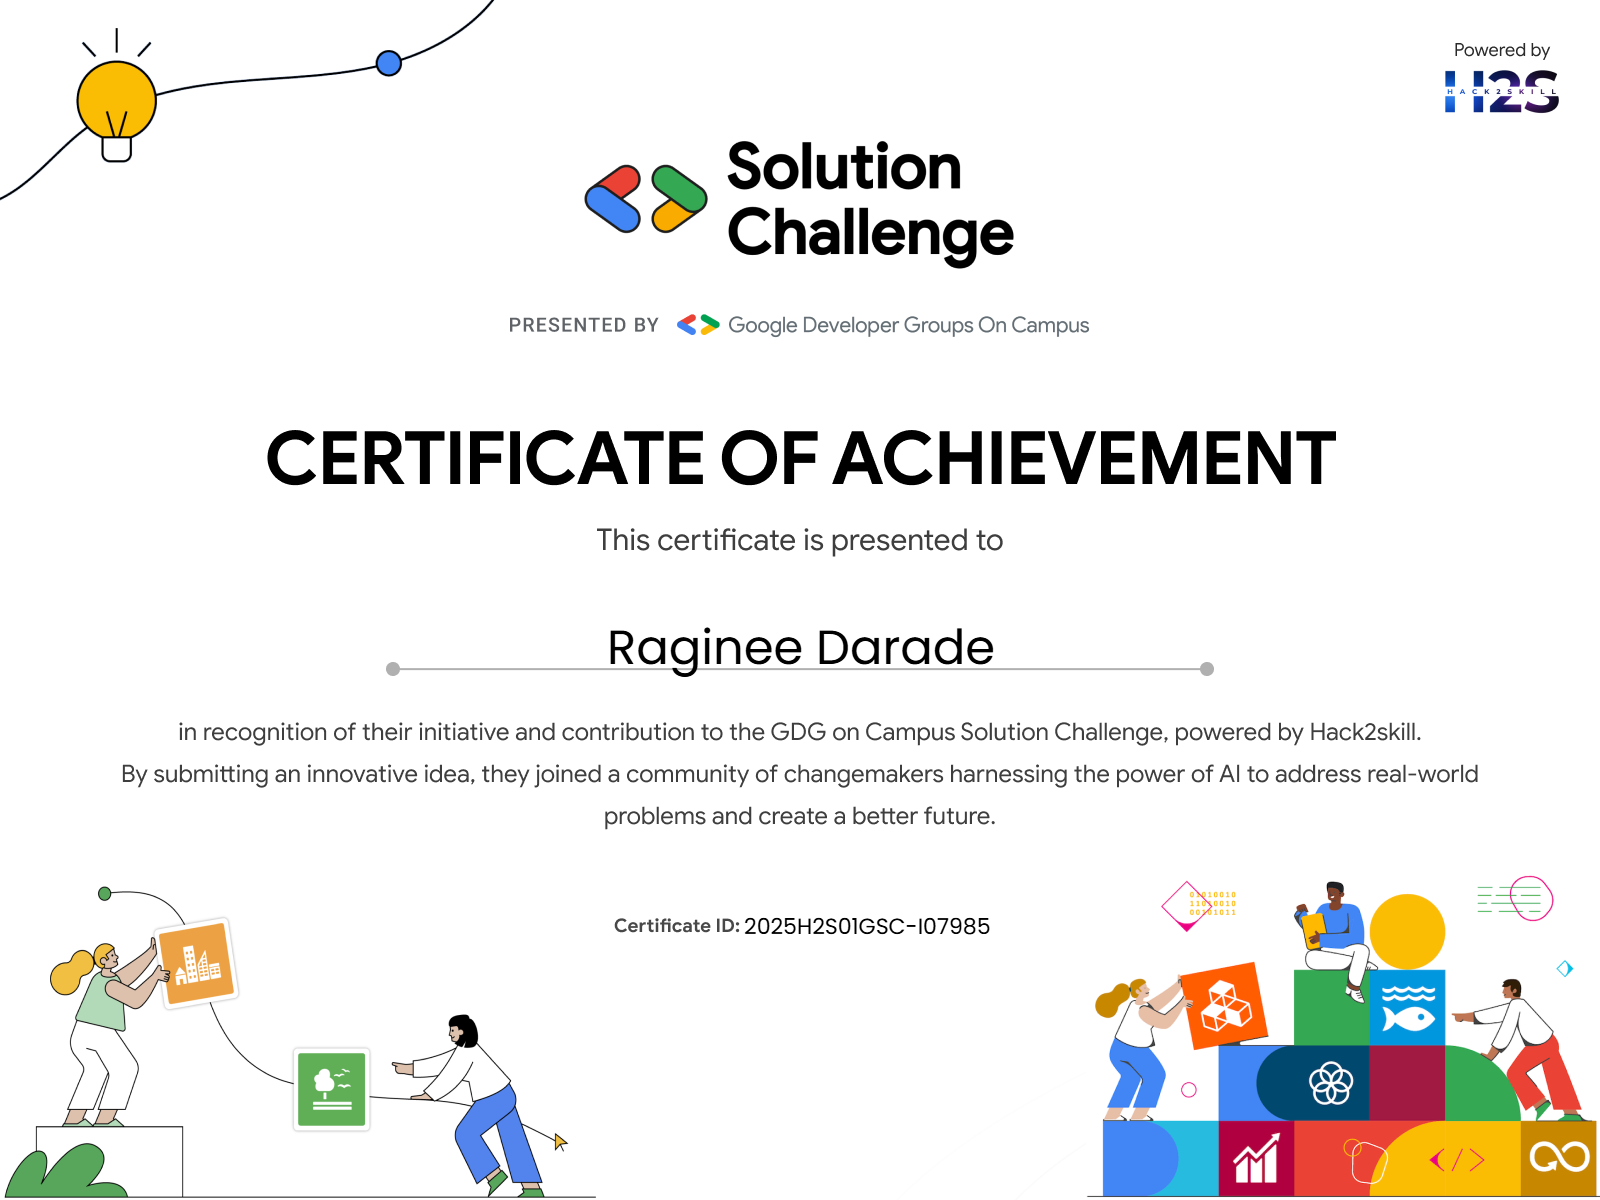 Powered by
H2S
HACK2SKILL
Solution
Challenge
PRESENTED BY Google Developer Groups On Campus
CERTIFICATE OF ACHIEVEMENT
This certificate is presented to
Raginee Darade
in recognition of their initiative and contribution to the GDG on Campus Solution Challenge, powered by Hack2skill.
By submitting an innovative idea, they joined a community of changemakers harnessing the power of AI to address real-world
problems and create a better future.
Certificate ID: 2025H2S01GSC-I07985
01010010
11010010
00101011